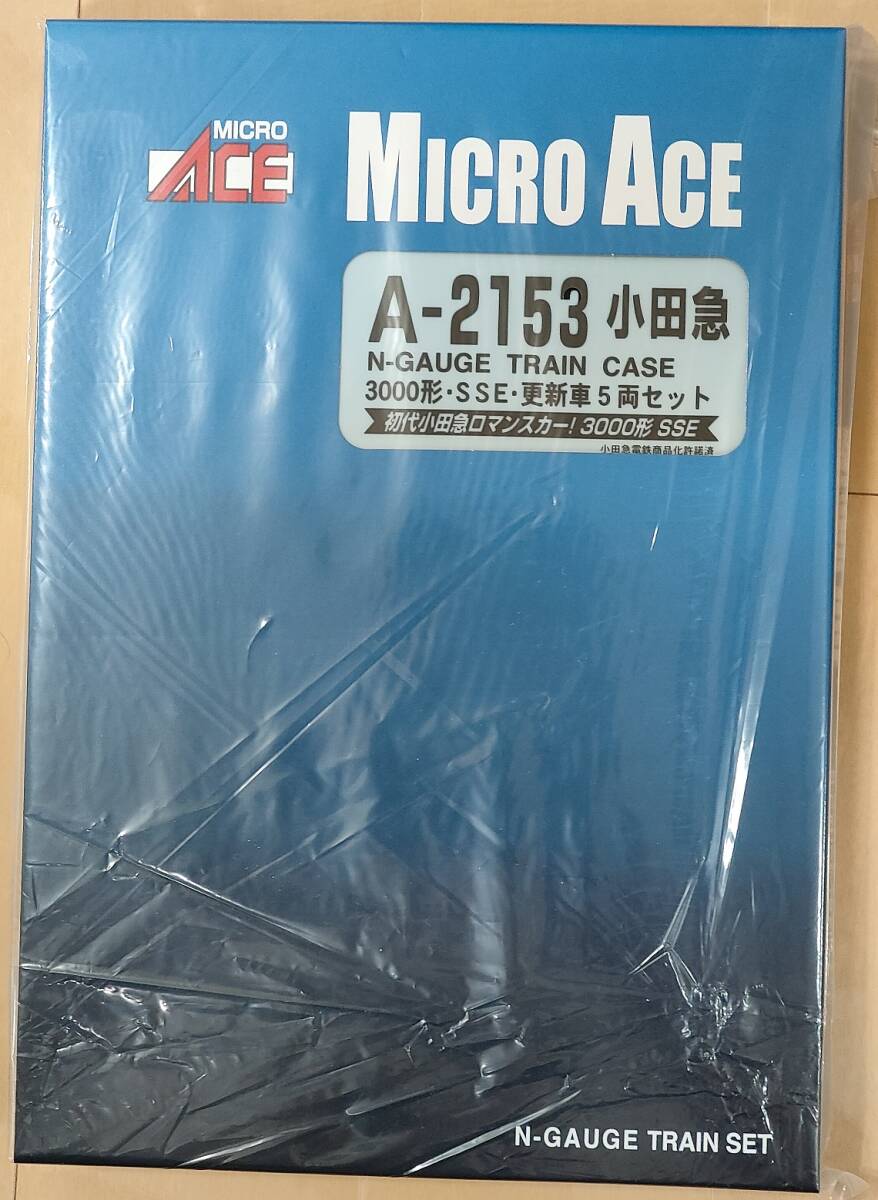 MICRO
ACE
MICRO ACE
A-2153 小田急
N-GAUGE TRAIN CASE
3000形・SSE・更新車5両セット
初代小田急ロマンスカー! 3000形 SSE
小田急電鉄商品化許諾済
N-GAUGE TRAIN SET